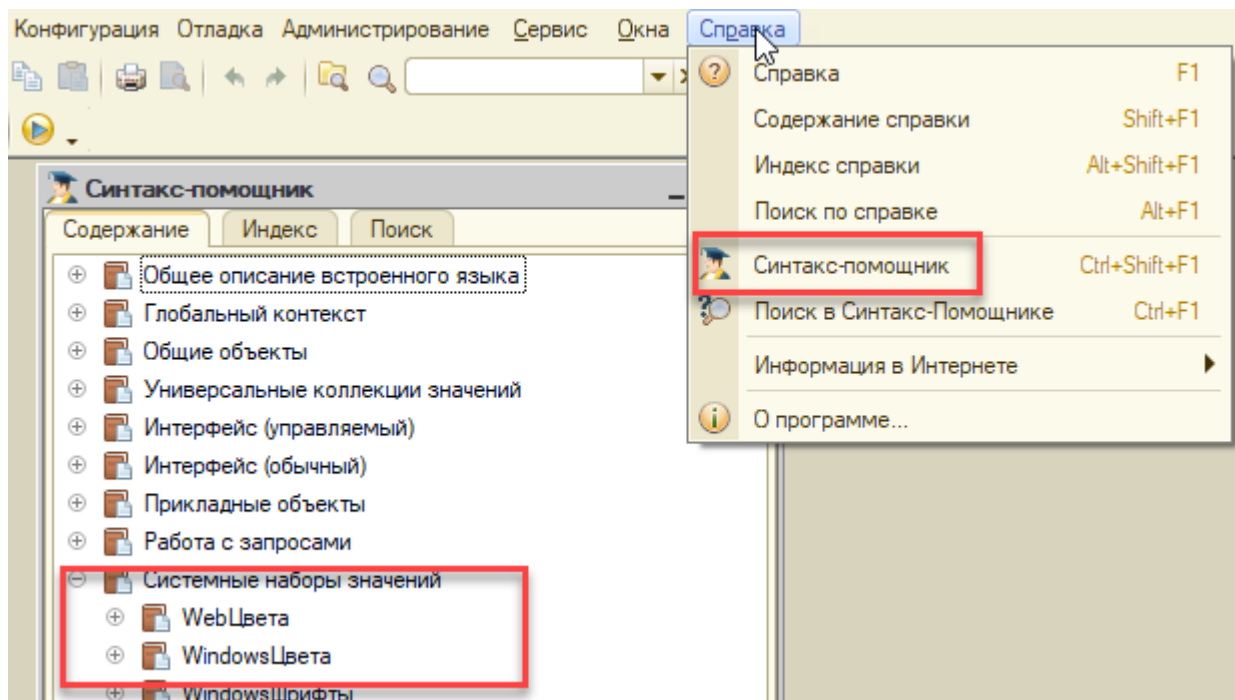 Конфигурация Отладка Администрирование Сервис Окна Справка
Справка F1
Содержание справки Shift+F1
Индекс справки Alt+Shift+F1
Поиск по справке Alt+F1
Синтакс-помощник Ctrl+Shift+F1
Поиск в Синтакс-Помощнике Ctrl+F1
Информация в Интернете
О программе...
Синтакс-помощник
Содержание Индекс Поиск
Общее описание встроенного языка
Глобальный контекст
Общие объекты
Универсальные коллекции значений
Интерфейс (управляемый)
Интерфейс (обычный)
Прикладные объекты
Работа с запросами
Системные наборы значений
WebЦвета
WindowsЦвета
WindowsШрифты